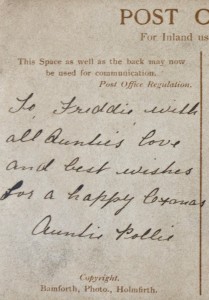 POST C
For Inland us
This Space as well as the back may now
be used for communication.
Post Office Regulation.
To Freddie with
all Aunties love
and best wishes
for a happy Xmas
Auntie Pollie
Copyright.
Bamforth, Photo., Holmfirth.